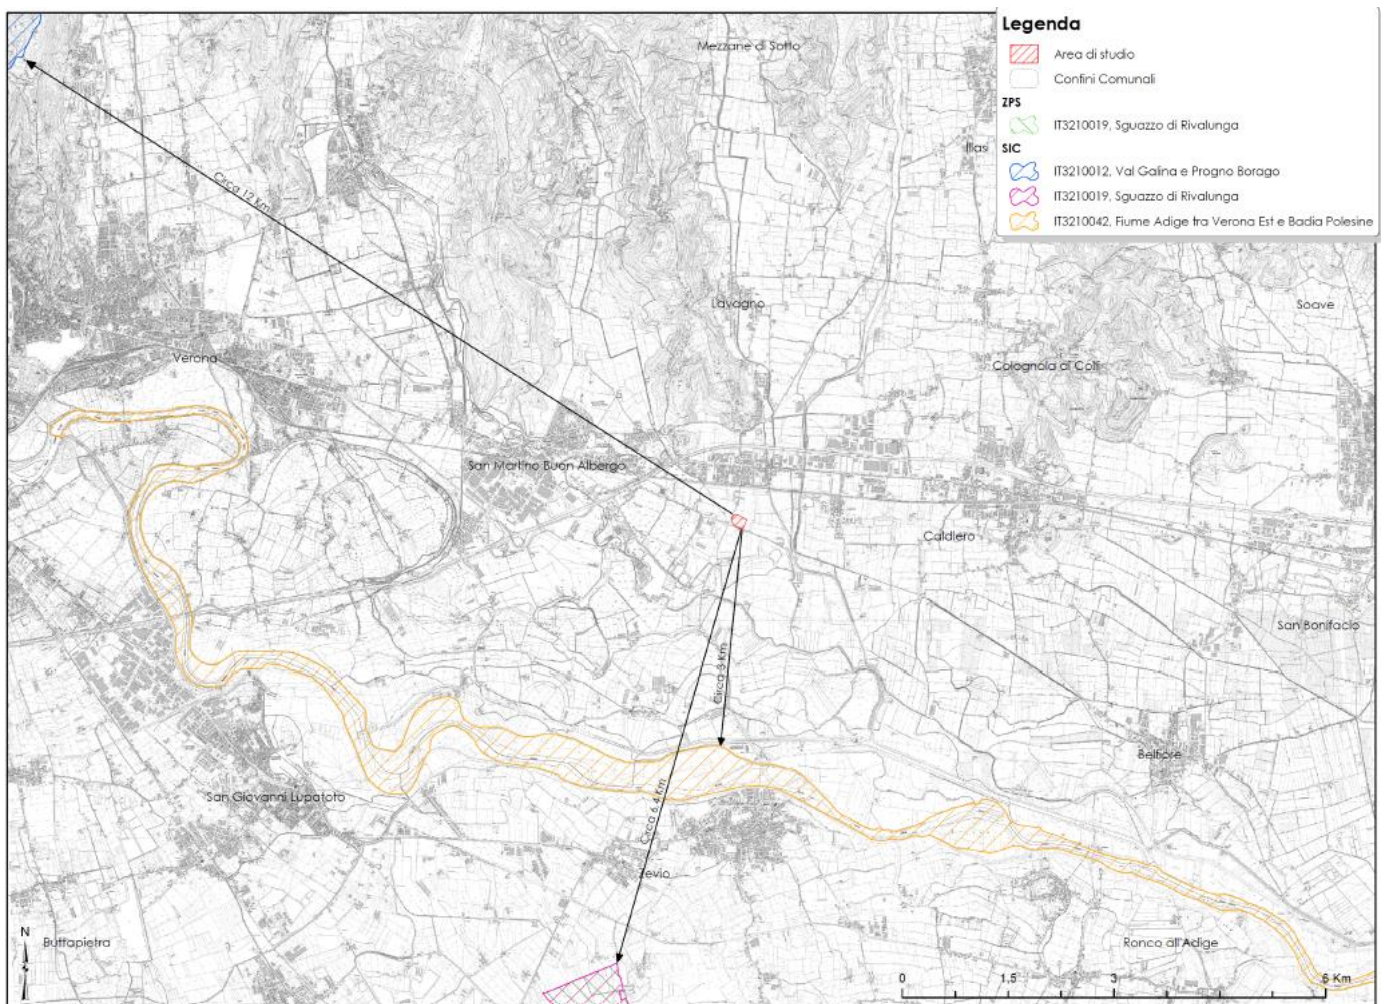 Legenda
Area di studio
Confini Comunali
ZPS
IT3210019, Sguazzo di Rivalunga
SIC
IT3210012, Val Galina e Progno Borago
IT3210019, Sguazzo di Rivalunga
IT3210042, Fiume Adige tra Verona Est e Badia Polesine
Mezzane di Sotto
Illasi
Circa 12 Km
Lavagno
Soave
Verona
Colognola di Colli
San Martino Buon Albergo
Caldiero
San Bonifacio
Circa 3 Km
Belfiore
San Giovanni Lupatoto
Circa 6.4 Km
Zevio
N
Buttapietra
Ronco all'Adige
0 1,5 3 6 Km